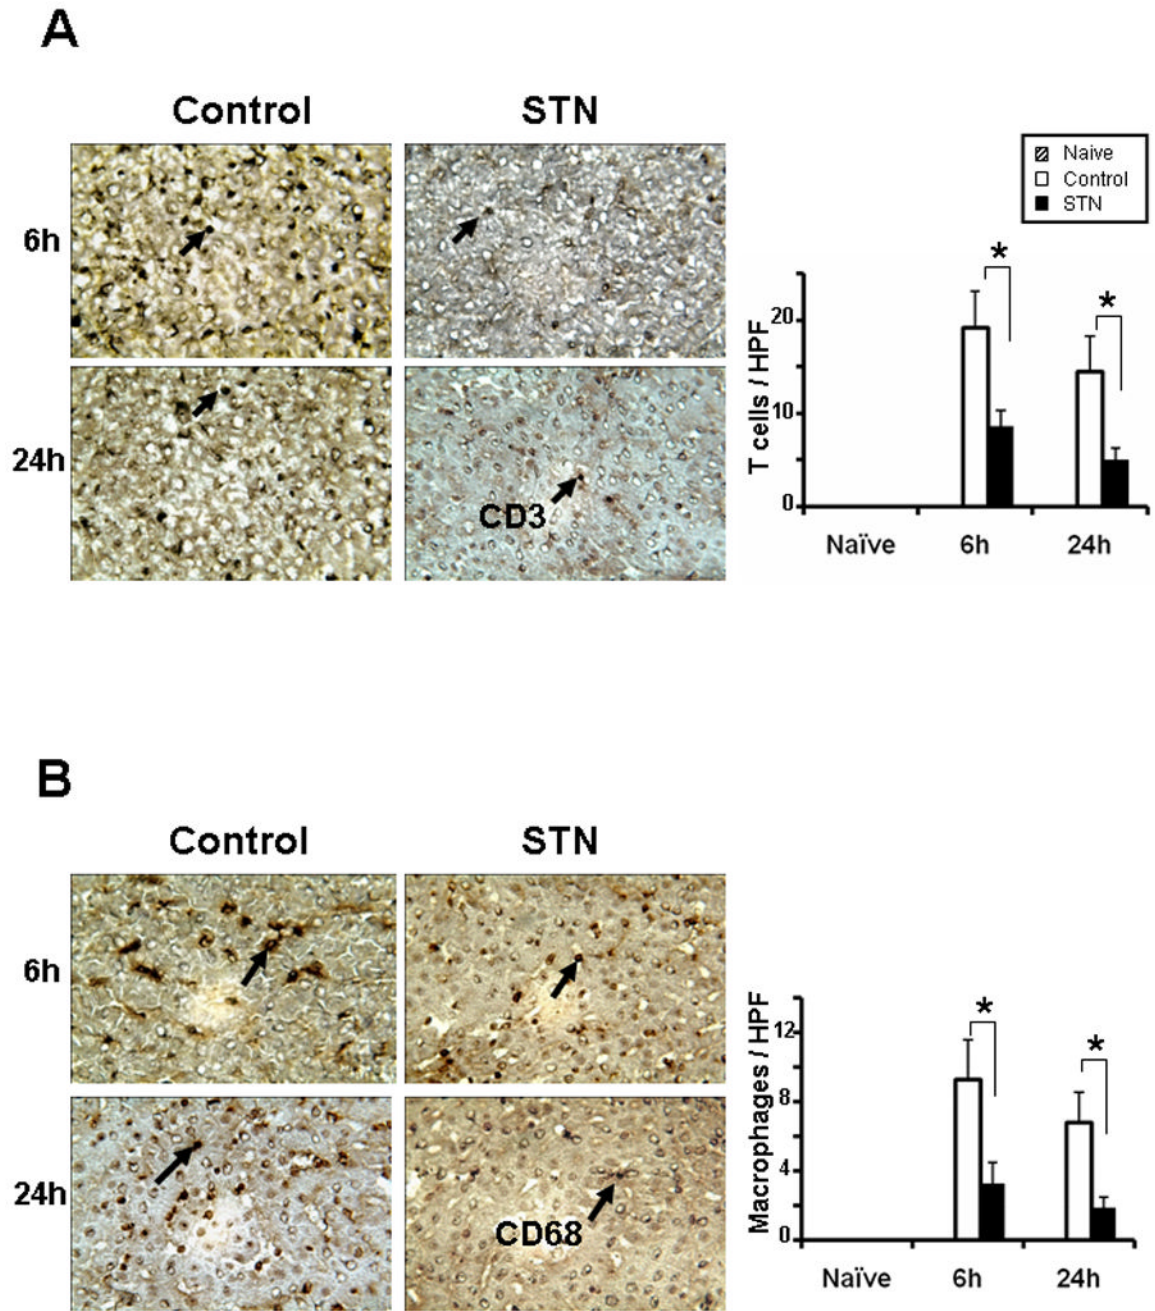 A
Control STN
6h
24h
CD3
Naive
Control
STN
T cells / HPF
20
10
0
* *
Naïve 6h 24h
B
Control STN
6h
24h
CD68
Macrophages / HPF
12
8
4
0
* *
Naïve 6h 24h